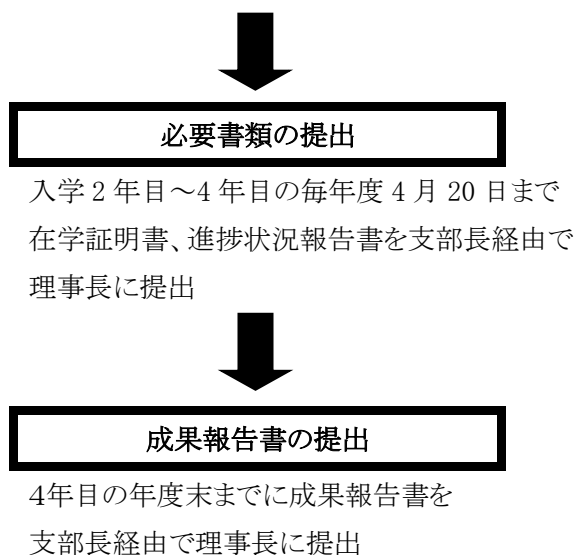 必要書類の提出
入学 2 年目～4 年目の毎年度 4 月 20 日まで
在学証明書、進捗状況報告書を支部長経由で
理事長に提出
成果報告書の提出
4年目の年度末までに成果報告書を
支部長経由で理事長に提出